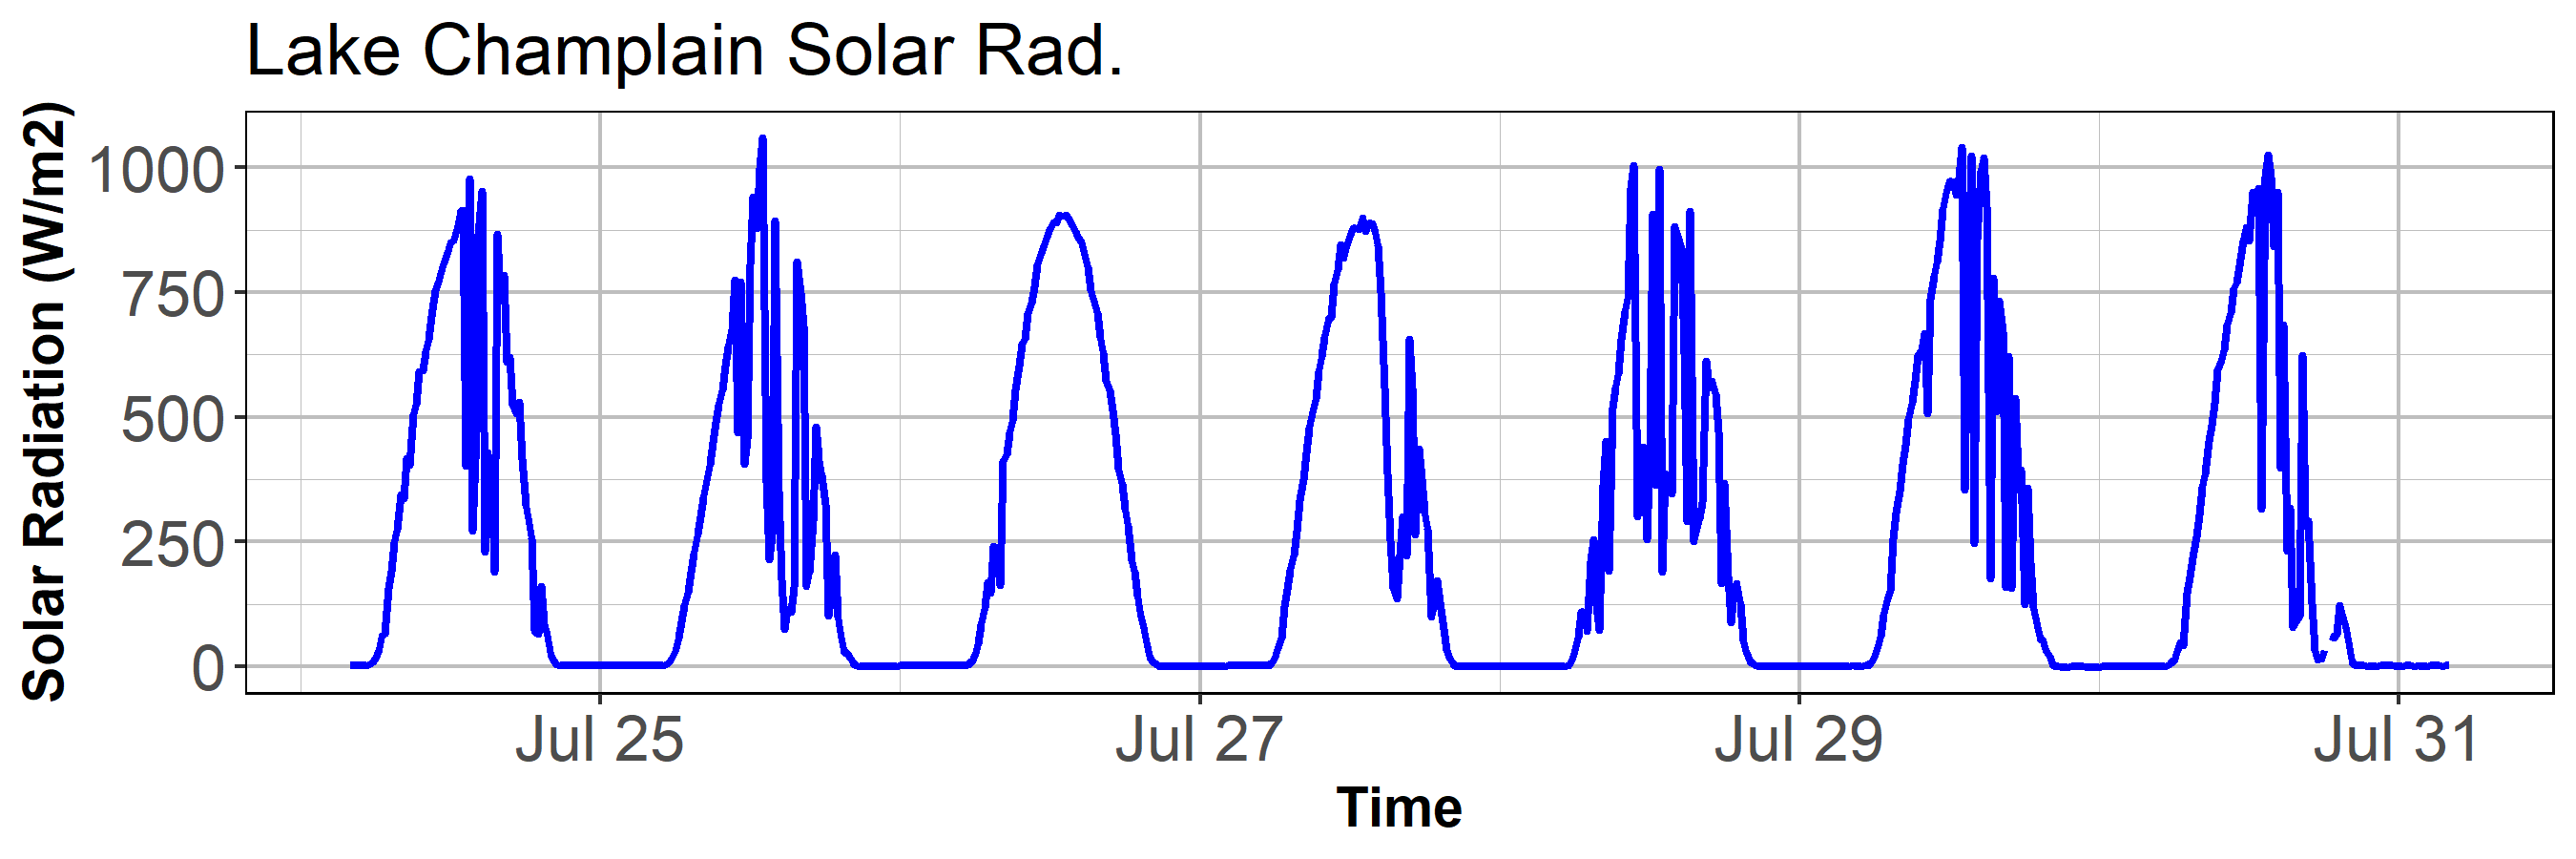 Lake Champlain Solar Rad.
Solar Radiation (W/m2)
1000
750
500
250
0
Jul 25
Jul 27
Jul 29
Jul 31
Time